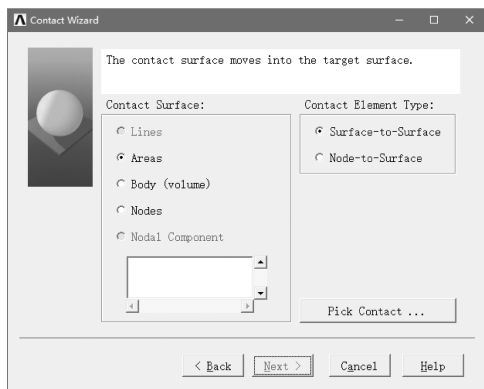 Contact Wizard
The contact surface moves into the target surface.
Contact Surface:
Lines
Areas
Body (volume)
Nodes
Nodal Component
Contact Element Type:
Surface-to-Surface
Node-to-Surface
Pick Contact ...
< Back
Next >
Cancel
Help